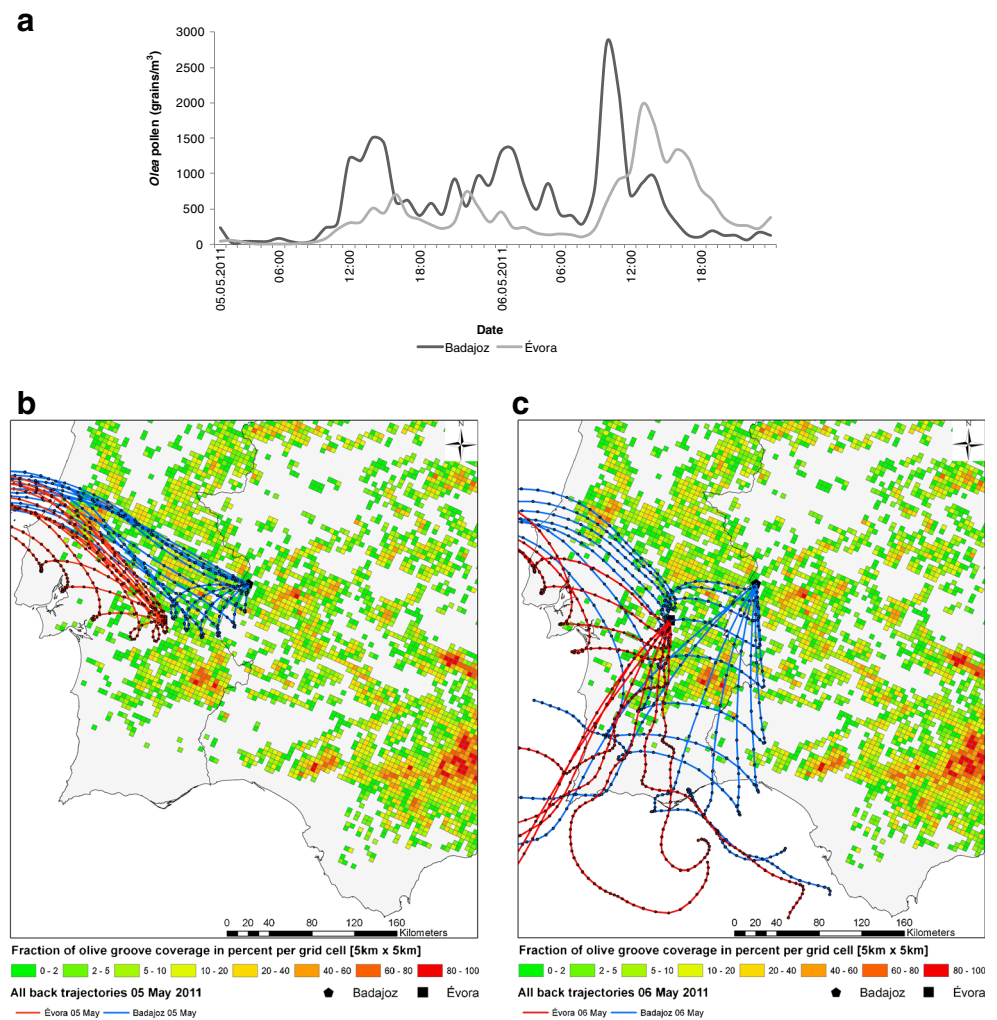 a
3000
2500
2000
1500
1000
500
0
Olea pollen (grains/m³)
05.05.2011
06:00
12:00
18:00
06.05.2011
06:00
12:00
18:00
Date
Badajoz Évora
b
N
0 20 40 80 120 160
Kilometers
Fraction of olive groove coverage in percent per grid cell [5km x 5km]
0 - 2 2 - 5 5 - 10 10 - 20 20 - 40 40 - 60 60 - 80 80 - 100
All back trajectories 05 May 2011 Badajoz Évora
Évora 05 May Badajoz 05 May
c
N
0 20 40 80 120 160
Kilometers
Fraction of olive groove coverage in percent per grid cell [5km x 5km]
0 - 2 2 - 5 5 - 10 10 - 20 20 - 40 40 - 60 60 - 80 80 - 100
All back trajectories 06 May 2011 Badajoz Évora
Évora 06 May Badajoz 06 May